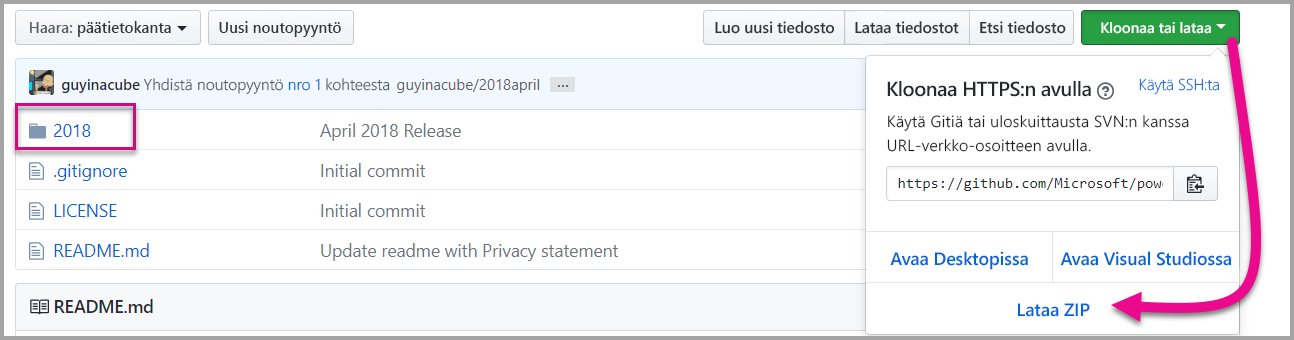 Haara: päätietokanta
Uusi noutopyyntö
Luo uusi tiedosto
Lataa tiedostot
Etsi tiedosto
Kloonaa tai lataa
guyinacube Yhdistä noutopyyntö nro 1 kohteesta guyinacube/2018april ...
2018 April 2018 Release
.gitignore Initial commit
LICENSE Initial commit
README.md Update readme with Privacy statement
README.md
Kloonaa HTTPS:n avulla ?
Käytä SSH:ta
Käytä Gitiä tai uloskuittausta SVN:n kanssa
URL-verkko-osoitteen avulla.
https://github.com/Microsoft/pow
Avaa Desktopissa
Avaa Visual Studiossa
Lataa ZIP